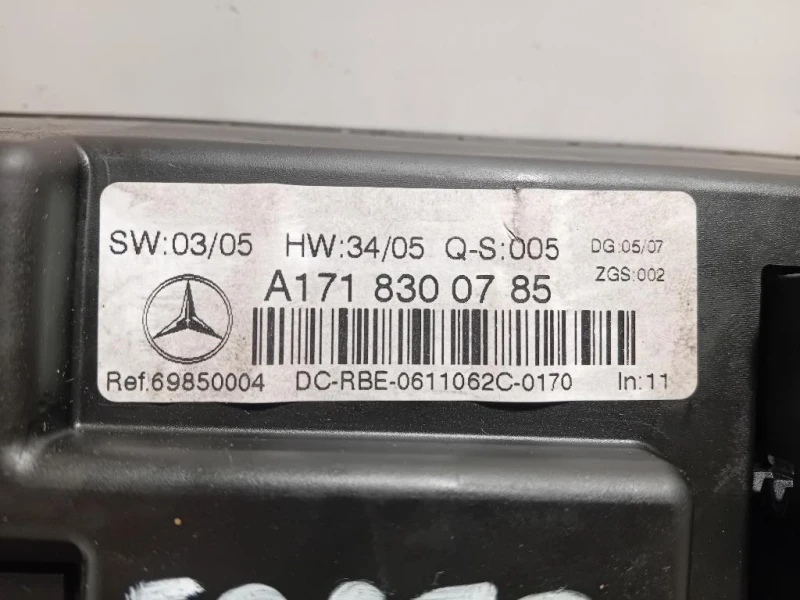 SW:03/05 HW:34/05 Q-S:005 DG:05/07
ZGS:002
A171 830 07 85
Ref.69850004 DC-RBE-0611062C-0170 In:11